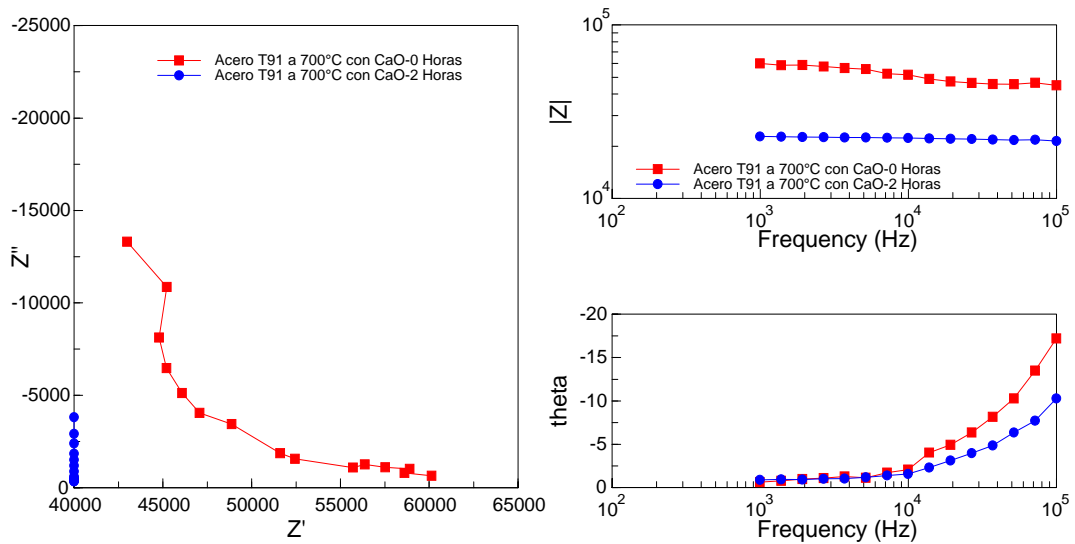 -25000
-20000
-15000
-10000
-5000
0
40000 45000 50000 55000 60000 65000
Z''
Z'
Acero T91 a 700°C con CaO-0 Horas
Acero T91 a 700°C con CaO-2 Horas
10^5
10^4
|Z|
Acero T91 a 700°C con CaO-0 Horas
Acero T91 a 700°C con CaO-2 Horas
10^2 10^3 10^4 10^5
Frequency (Hz)
-20
-15
-10
-5
0
theta
10^2 10^3 10^4 10^5
Frequency (Hz)